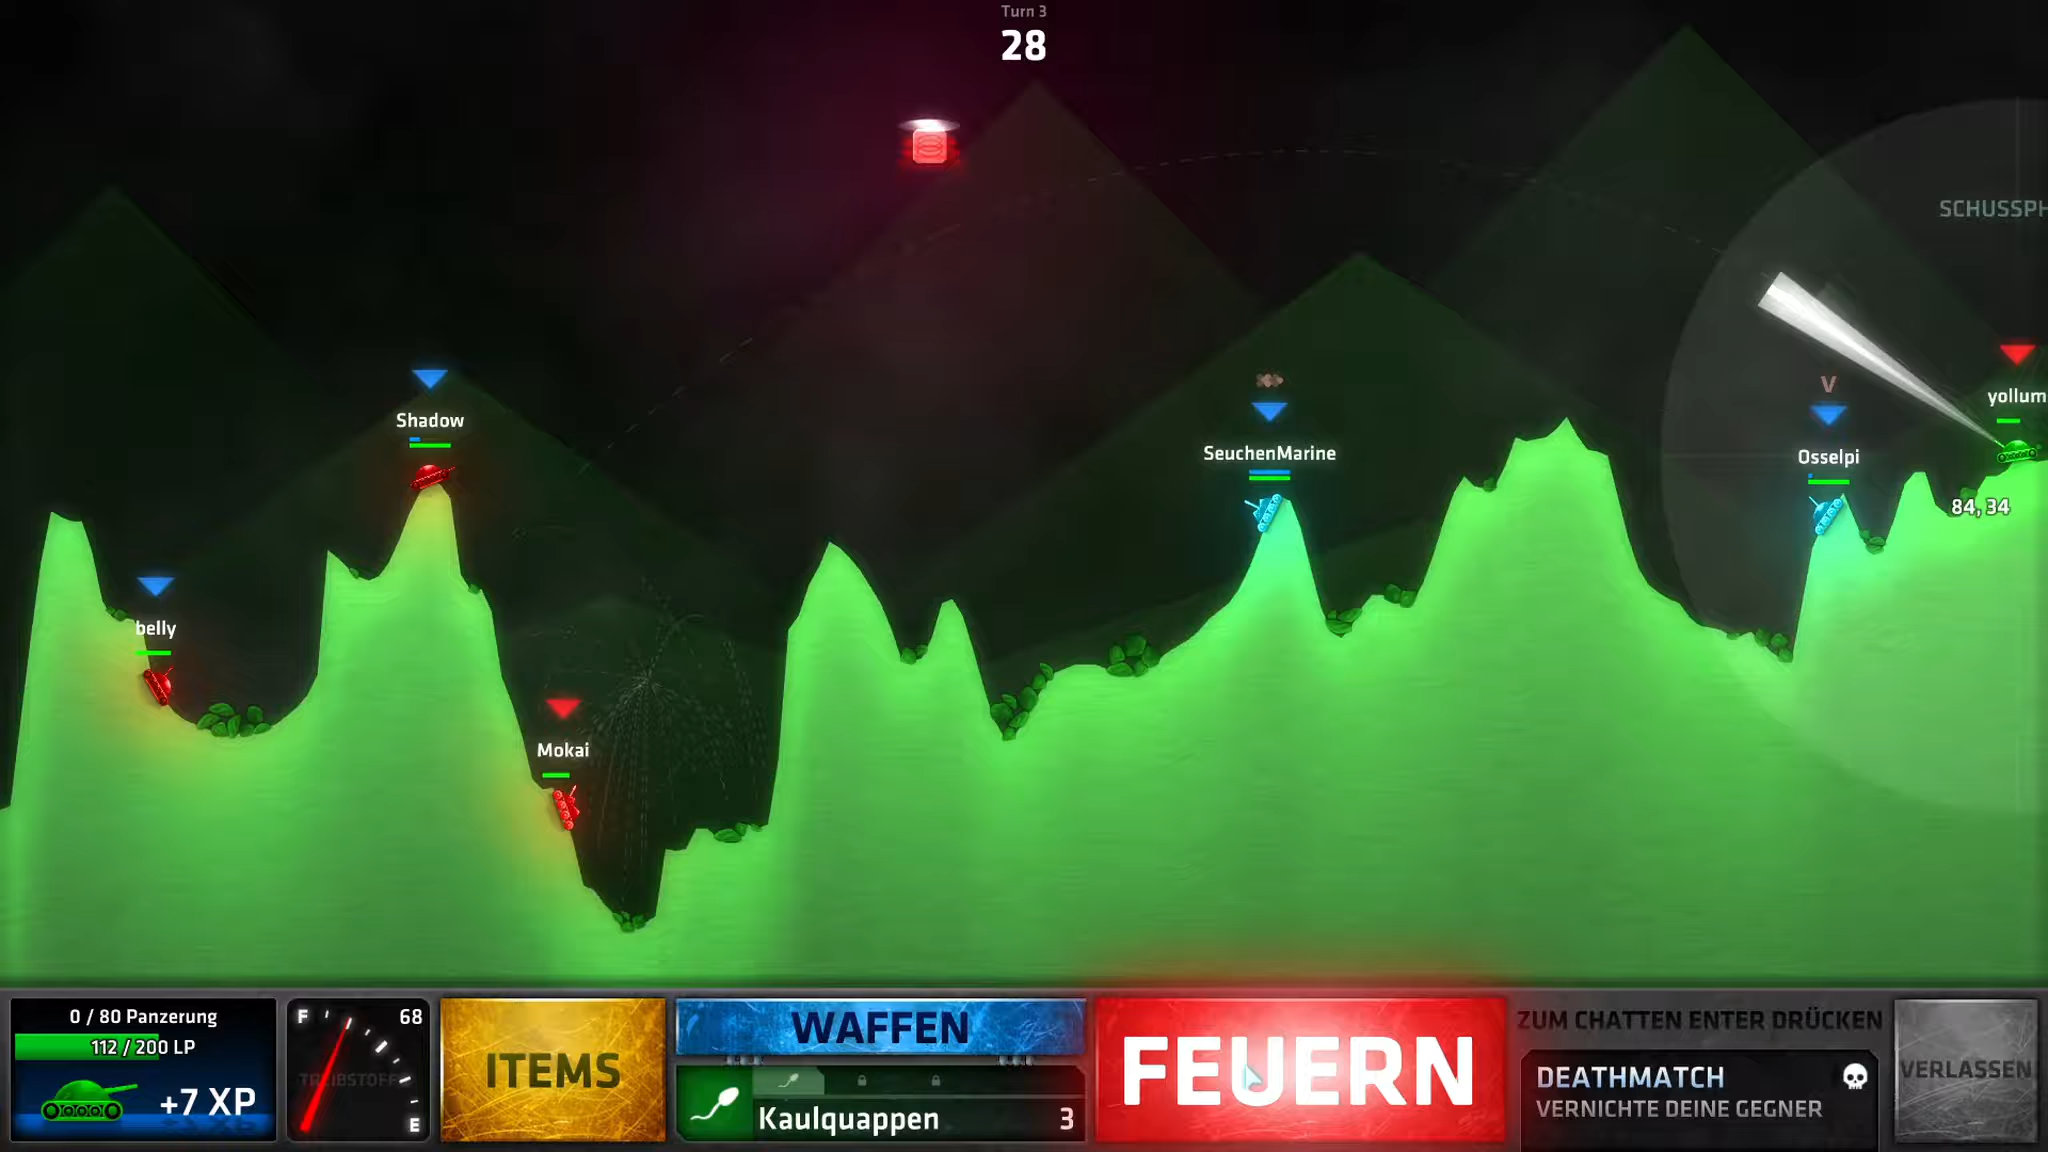 Turn 3
28
SCHUSSPH
yollum
V
Shadow
SeuchenMarine
Osselpi
84, 34
belly
Mokai
0 / 80 Panzerung
112 / 200 LP
+7 XP
F
68
TREIBSTOFF
E
ITEMS
WAFFEN
Kaulquappen
3
FEUERN
ZUM CHATTEN ENTER DRÜCKEN
DEATHMATCH
VERNICHTE DEINE GEGNER
VERLASSEN